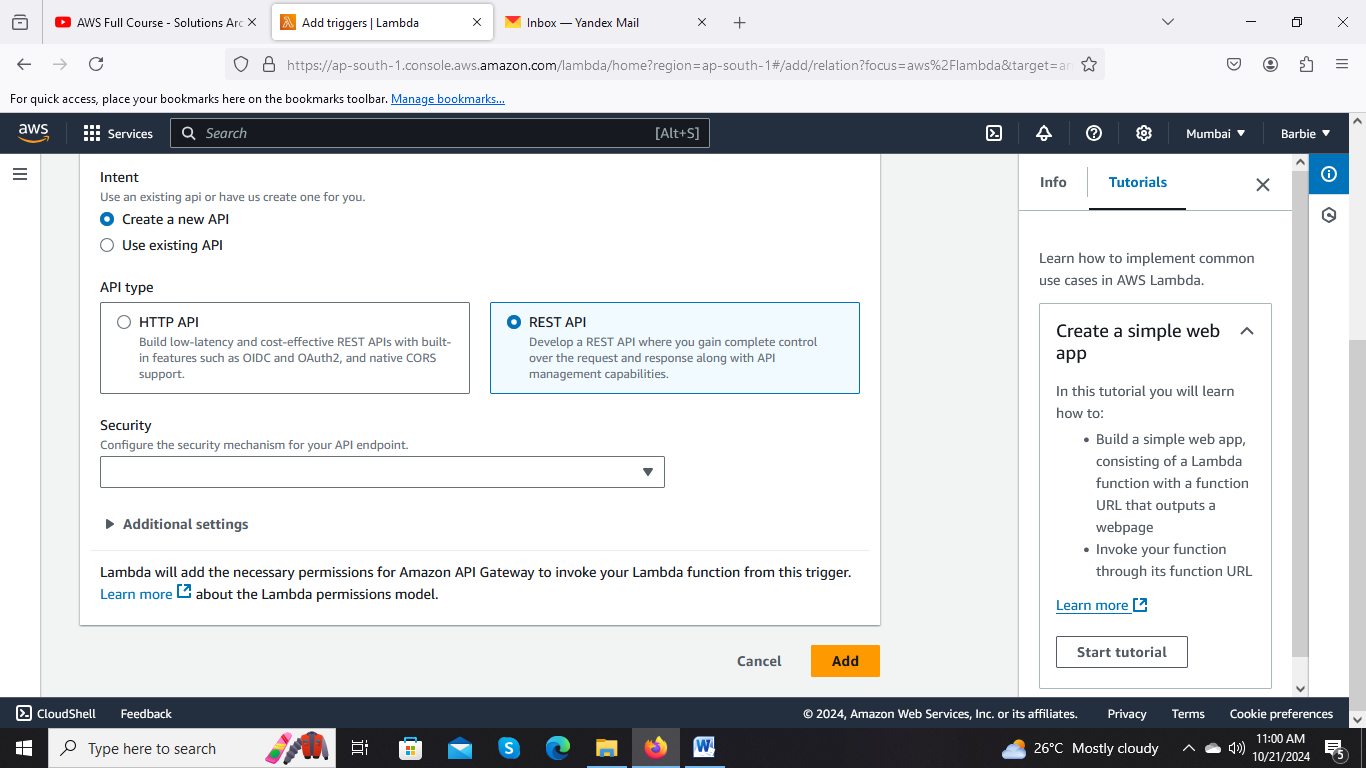 AWS Full Course - Solutions Arc
Add triggers | Lambda
Inbox — Yandex Mail
https://ap-south-1.console.aws.amazon.com/lambda/home?region=ap-south-1#/add/relation?focus=aws%2Flambda&target=ar
For quick access, place your bookmarks here on the bookmarks toolbar. Manage bookmarks...
aws
Services
Search
[Alt+S]
Mumbai
Barbie
Intent
Use an existing api or have us create one for you.
Create a new API
Use existing API
API type
HTTP API
Build low-latency and cost-effective REST APIs with built-
in features such as OIDC and OAuth2, and native CORS
support.
REST API
Develop a REST API where you gain complete control
over the request and response along with API
management capabilities.
Security
Configure the security mechanism for your API endpoint.
Additional settings
Lambda will add the necessary permissions for Amazon API Gateway to invoke your Lambda function from this trigger.
Learn more about the Lambda permissions model.
Cancel
Add
Info
Tutorials
Learn how to implement common
use cases in AWS Lambda.
Create a simple web
app
In this tutorial you will learn
how to:
• Build a simple web app,
consisting of a Lambda
function with a function
URL that outputs a
webpage
• Invoke your function
through its function URL
Learn more
Start tutorial
CloudShell
Feedback
© 2024, Amazon Web Services, Inc. or its affiliates.
Privacy
Terms
Cookie preferences
Type here to search
26°C Mostly cloudy
11:00 AM
10/21/2024
5